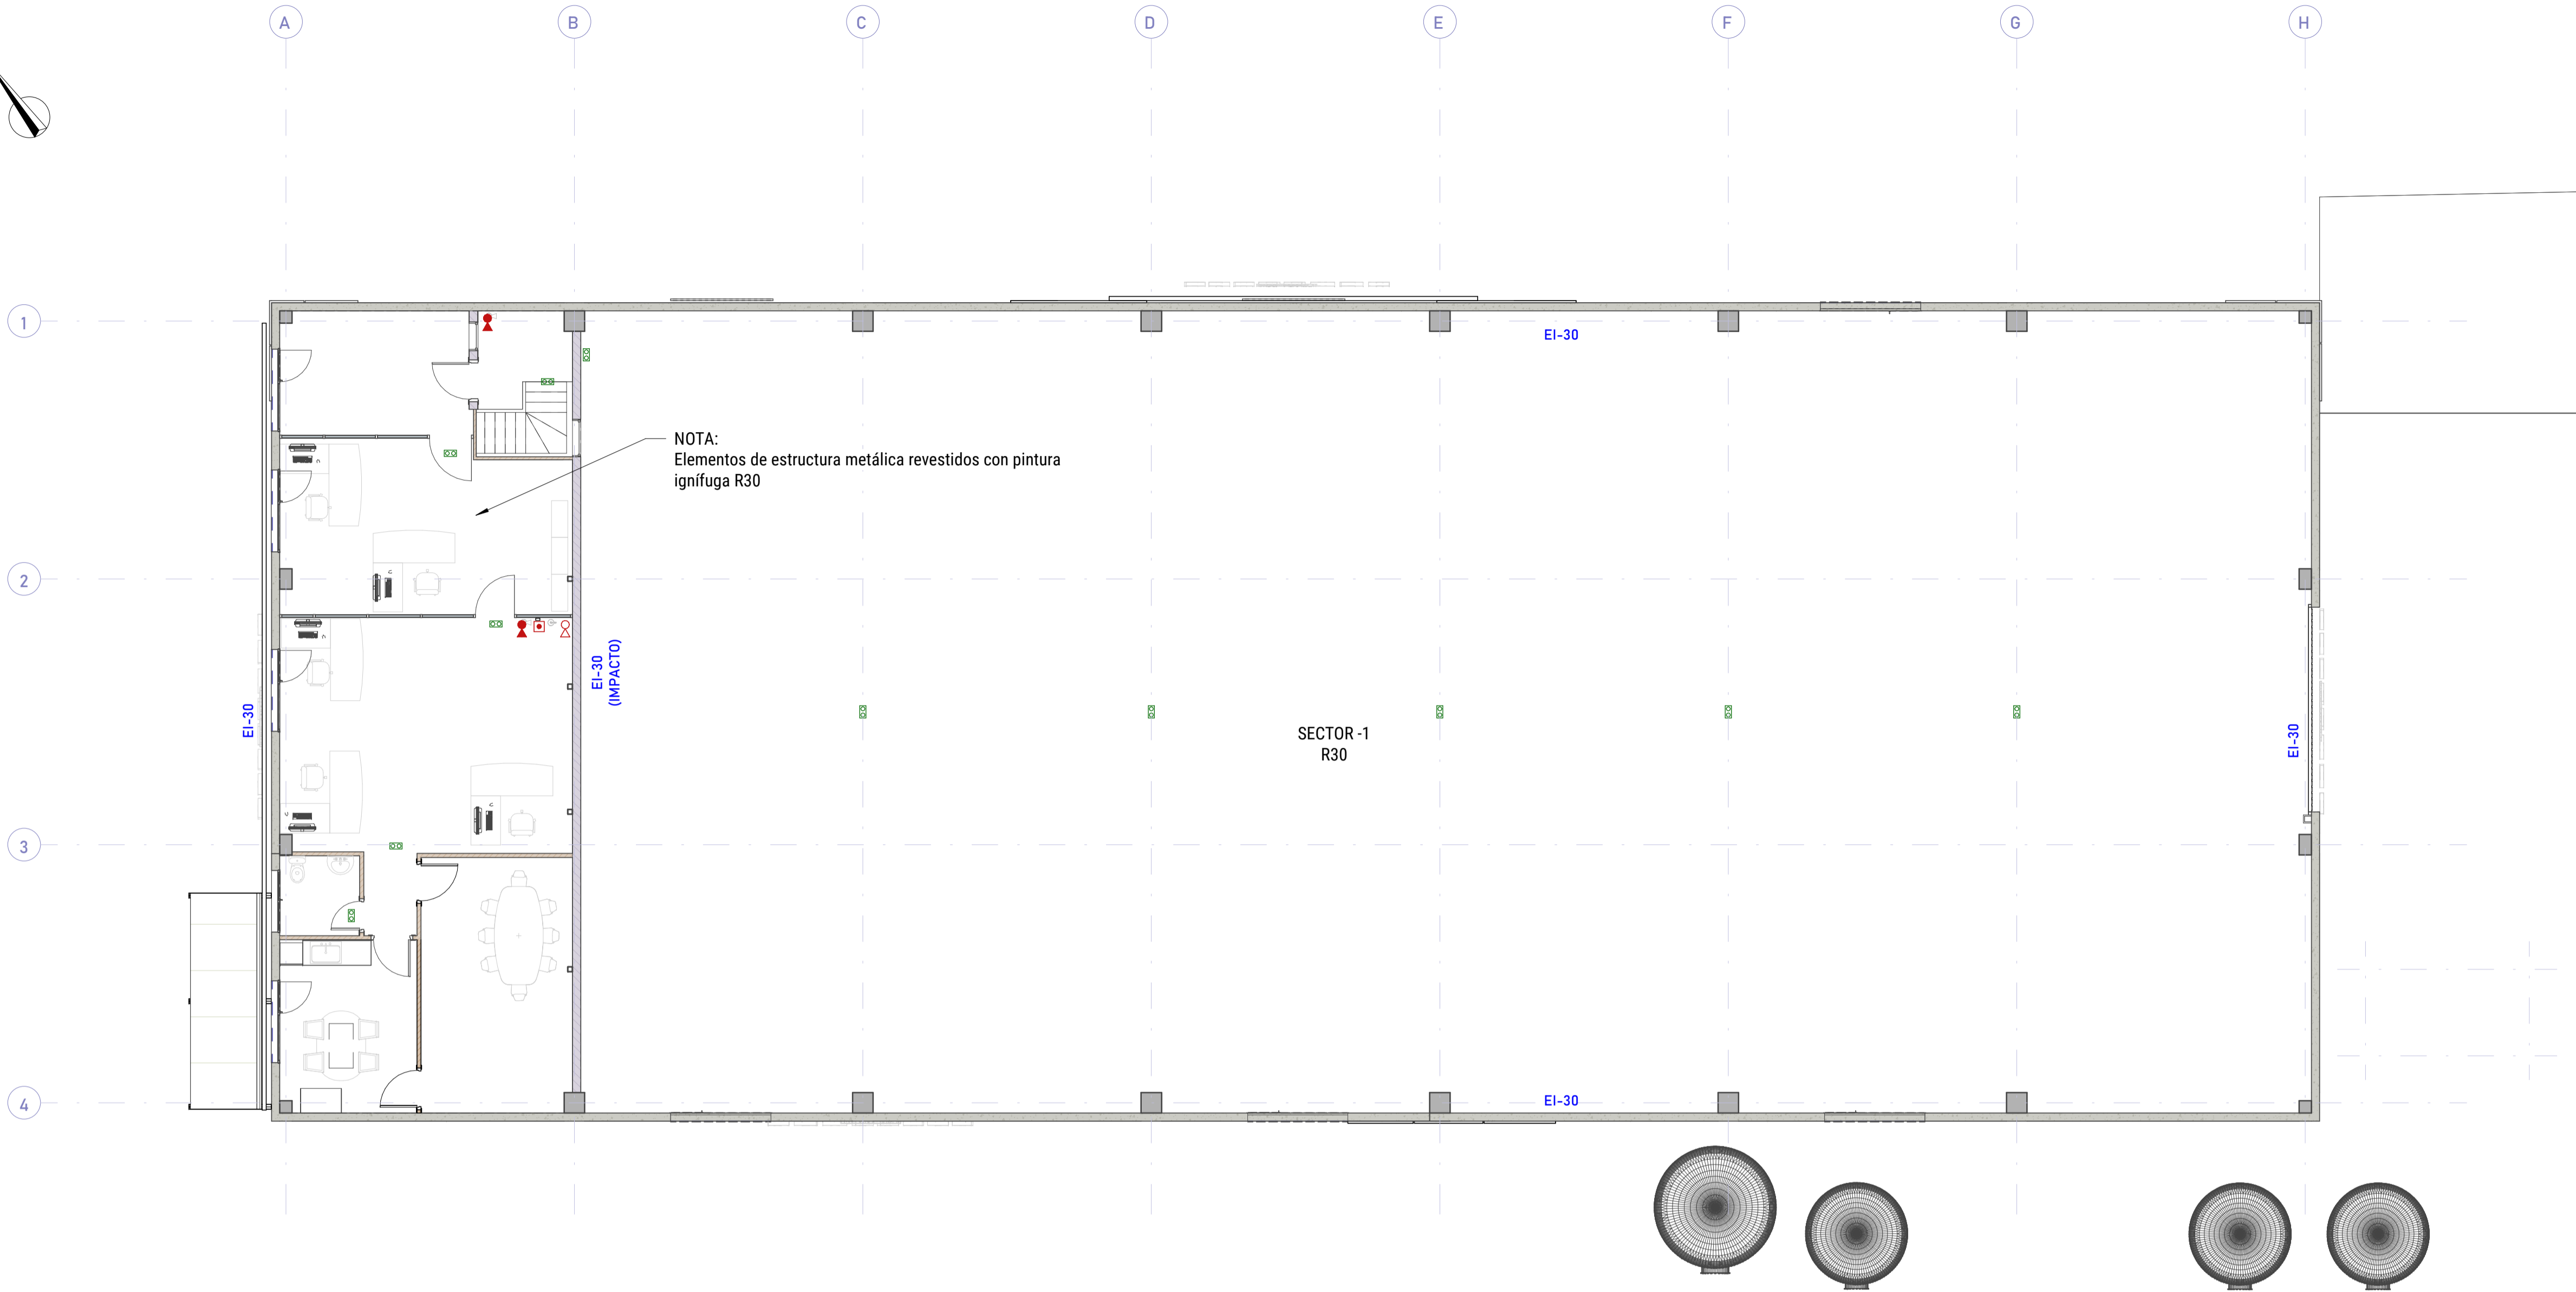 A B C D E F G H
1
EI-30
NOTA:
Elementos de estructura metálica revestidos con pintura
ignífuga R30
2
EI-30
(IMPACTO)
EI-30
SECTOR -1
R30
EI-30
3
EI-30
4